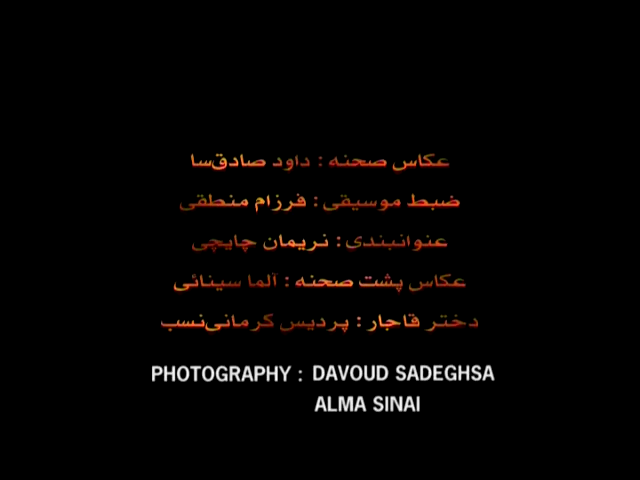 عکاس صحنه : داود صادق‌سا
ضبط موسیقی : فرزام منطقی
عنوانبندی : نریمان چایچی
عکاس پشت صحنه : آلما سینائی
دختر قاجار : پردیس کرمانی‌نسب
PHOTOGRAPHY : DAVOUD SADEGHSA
ALMA SINAI